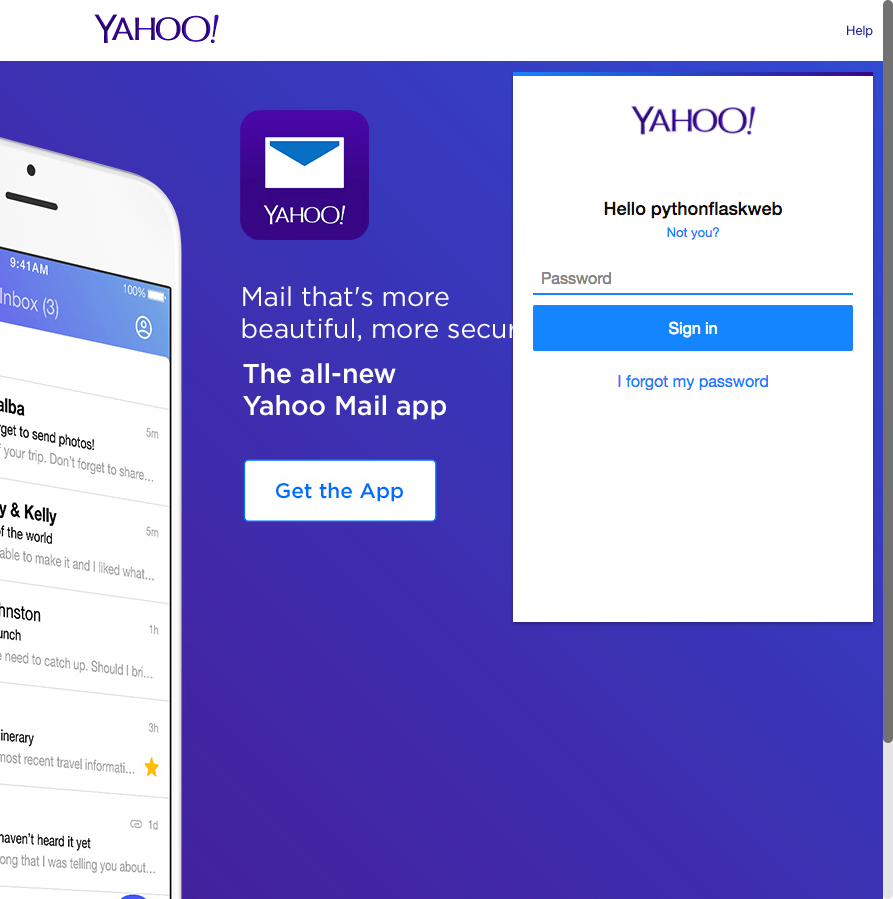 YAHOO!
Help
YAHOO!
Mail that's more
beautiful, more secur
The all-new
Yahoo Mail app
Get the App
YAHOO!
Hello pythonflaskweb
Not you?
Password
Sign in
I forgot my password
9:41AM
100%
Inbox (3)
alba
5m
get to send photos!
f your trip. Don't forget to share...
y & Kelly
5m
of the world
able to make it and I liked what...
hnston
1h
unch
e need to catch up. Should I bri...
3h
inerary
most recent travel informati...
1d
haven't heard it yet
ong that I was telling you about...